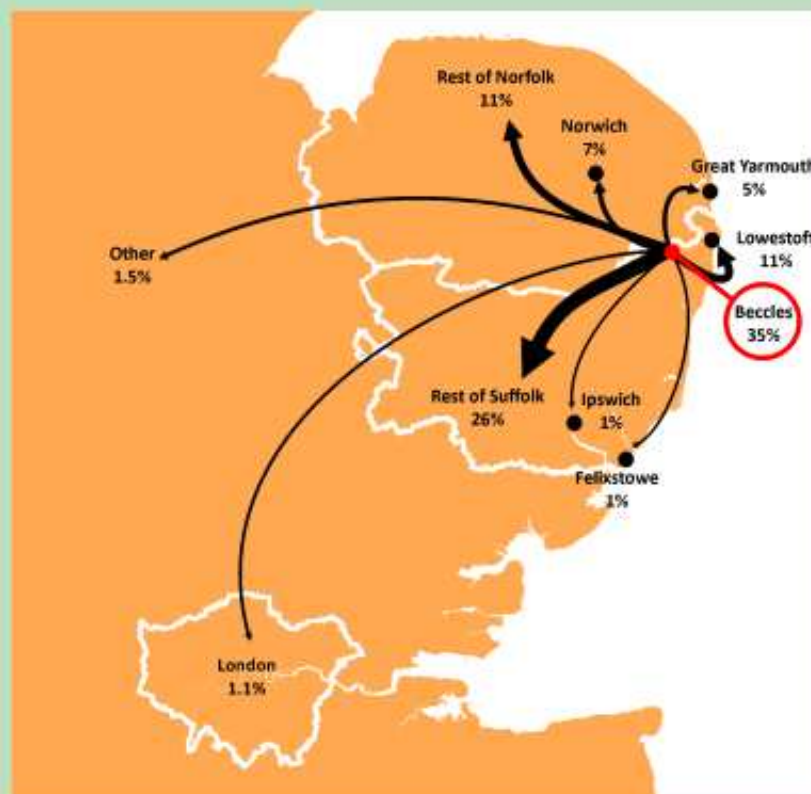 Rest of Norfolk
11%
Norwich
7%
Great Yarmouth
5%
Other
1.5%
Lowestoft
11%
Beccles
35%
Rest of Suffolk
26%
Ipswich
1%
Felixstowe
1%
London
1.1%